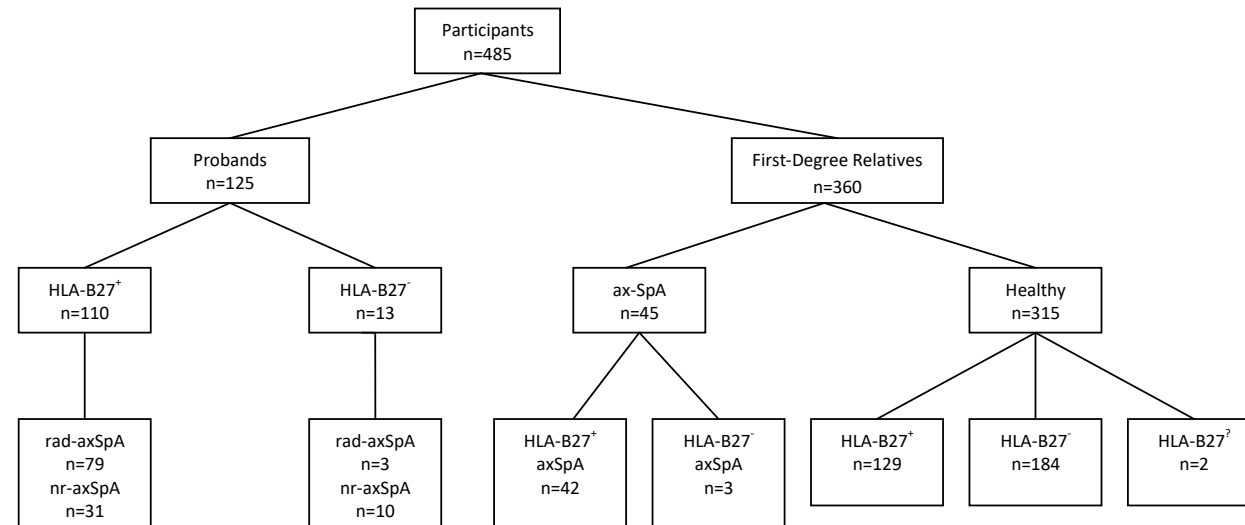 Participants
n=485
Probands
n=125
First-Degree Relatives
n=360
HLA-B27⁺
n=110
HLA-B27⁻
n=13
ax-SpA
n=45
Healthy
n=315
rad-axSpA
n=79
nr-axSpA
n=31
rad-axSpA
n=3
nr-axSpA
n=10
HLA-B27⁺
axSpA
n=42
HLA-B27⁻
axSpA
n=3
HLA-B27⁺
n=129
HLA-B27⁻
n=184
HLA-B27?
n=2